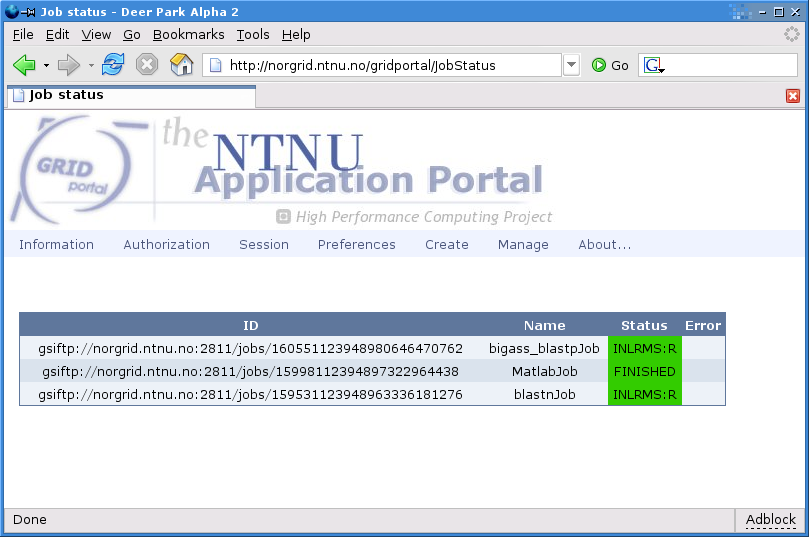 Job status - Deer Park Alpha 2
File Edit View Go Bookmarks Tools Help
http://norgrid.ntnu.no/gridportal/JobStatus Go G
Job status
the NTNU
GRID portal Application Portal
High Performance Computing Project
Information Authorization Session Preferences Create Manage About...
ID Name Status Error
gsiftp://norgrid.ntnu.no:2811/jobs/160551123948980646470762 bigass_blastpJob INLRMS:R
gsiftp://norgrid.ntnu.no:2811/jobs/15998112394897322964438 MatlabJob FINISHED
gsiftp://norgrid.ntnu.no:2811/jobs/159531123948963336181276 blastnJob INLRMS:R
Done Adblock